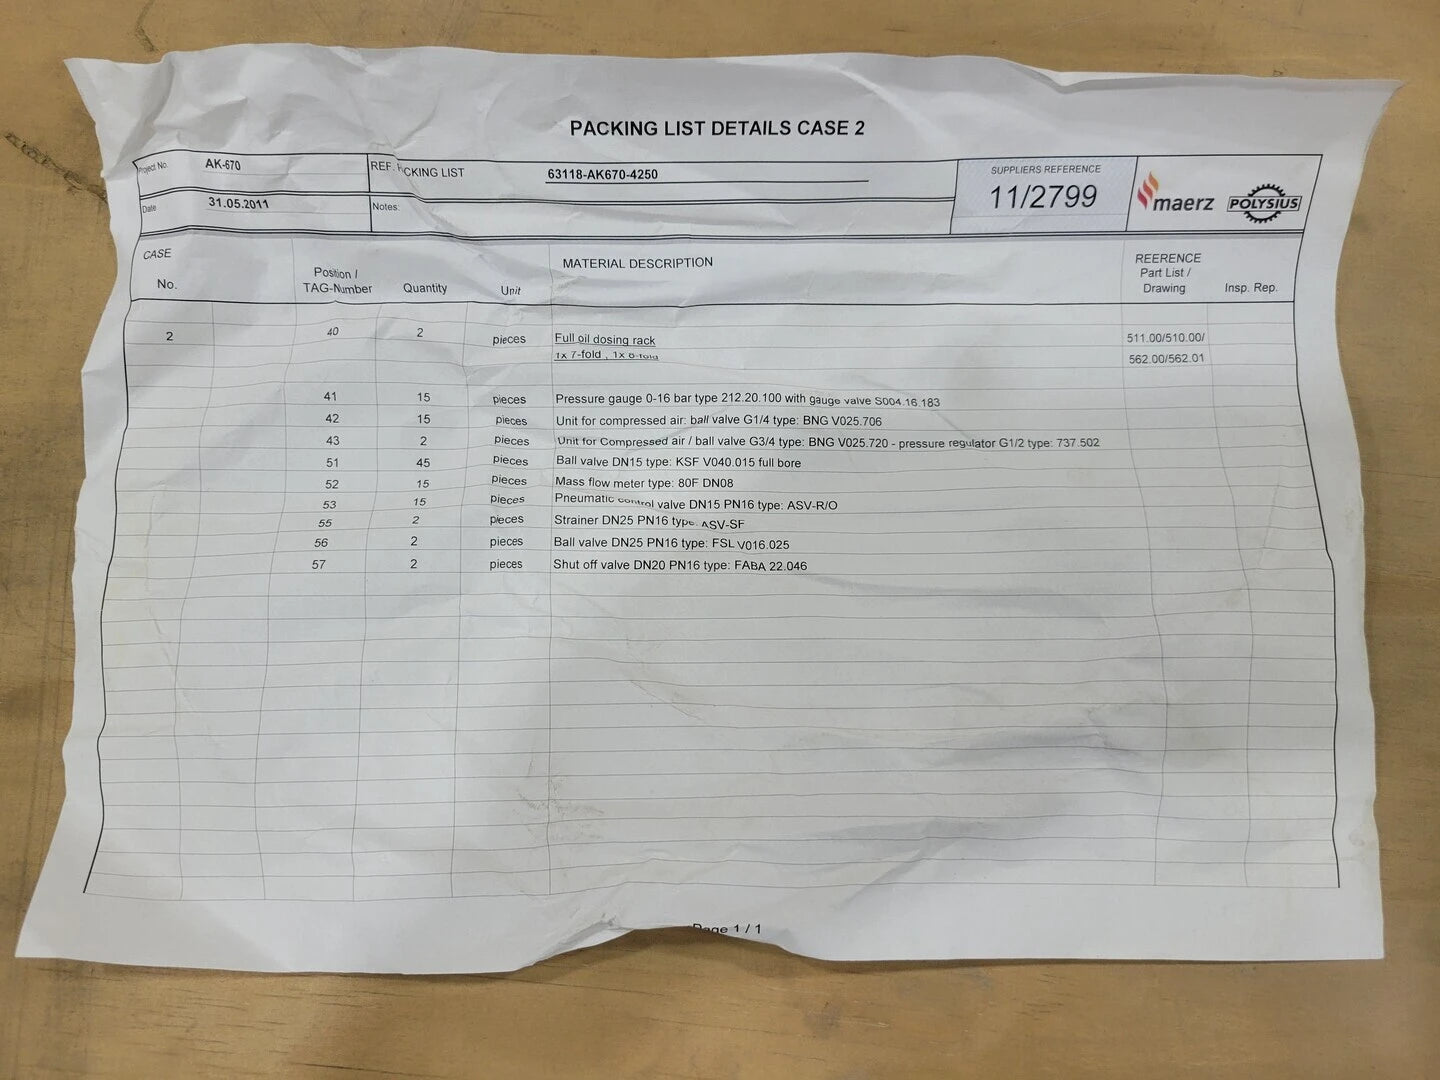 PACKING LIST DETAILS CASE 2
Project No. AK-670
REF. PACKING LIST 63118-AK670-4250
SUPPLIERS REFERENCE
11/2799
maerz POLYSIUS
Date 31.05.2011
Notes:
CASE
No.
Position /
TAG-Number
Quantity
Unit
MATERIAL DESCRIPTION
REERENCE
Part List /
Drawing
Insp. Rep.
2 40 2 pieces Full oil dosing rack 511.00/510.00/
1x 7-fold , 1x 8-fold 562.00/562.01
41 15 pieces Pressure gauge 0-16 bar type 212.20.100 with gauge valve S004.16.183
42 15 pieces Unit for compressed air: ball valve G1/4 type: BNG V025.706
43 2 pieces Unit for Compressed air / ball valve G3/4 type: BNG V025.720 - pressure regulator G1/2 type: 737.502
51 45 pieces Ball valve DN15 type: KSF V040.015 full bore
52 15 pieces Mass flow meter type: 80F DN08
53 15 pieces Pneumatic control valve DN15 PN16 type: ASV-R/O
55 2 pieces Strainer DN25 PN16 type: ASV-SF
56 2 pieces Ball valve DN25 PN16 type: FSL V016.025
57 2 pieces Shut off valve DN20 PN16 type: FABA 22.046
Page 1 / 1